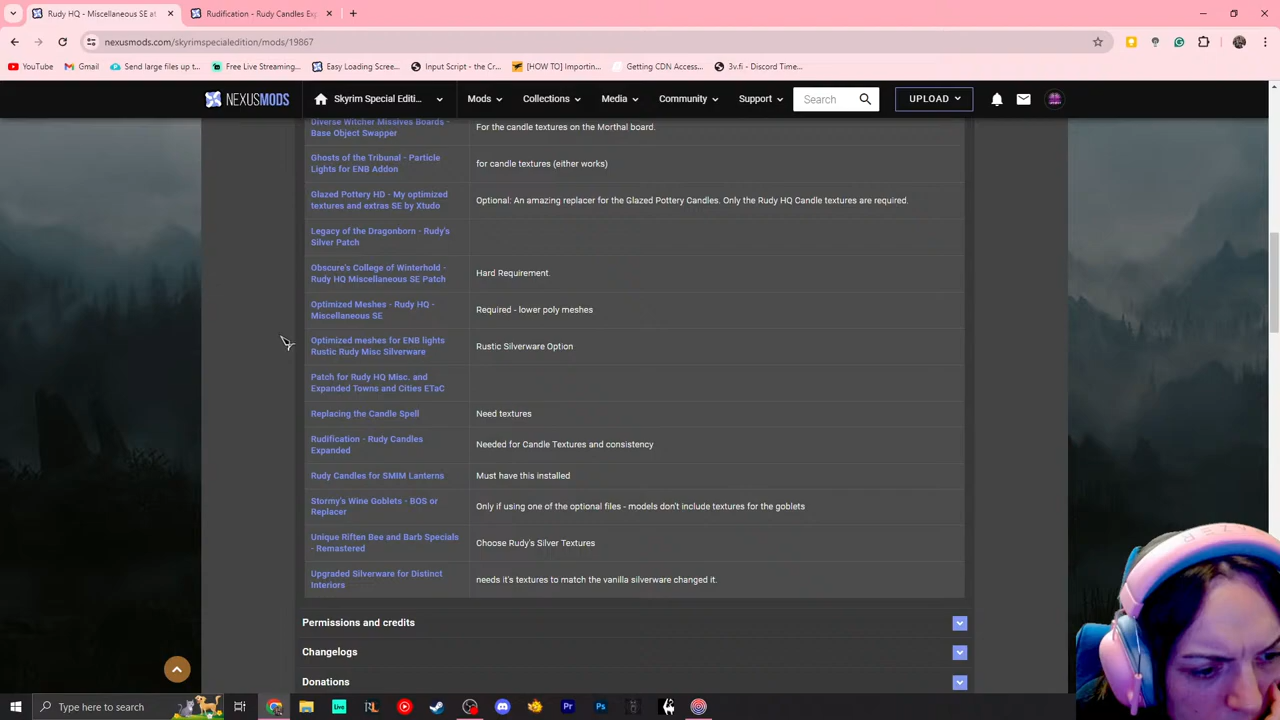 Rudy HQ - Miscellaneous SE at
Rudification - Rudy Candles Exp
nexusmods.com/skyrimspecialedition/mods/19867
YouTube
Gmail
Send large files up t...
Free Live Streaming...
Easy Loading Scree...
Input Script - the Cr...
[HOW TO] Importin...
Getting CDN Access...
3v.fi - Discord Time...
NEXUSMODS
Skyrim Special Editi...
Mods
Collections
Media
Community
Support
Search
UPLOAD
Diverse Witcher Missives Boards -
Base Object Swapper
For the candle textures on the Morthal board.
Ghosts of the Tribunal - Particle
Lights for ENB Addon
for candle textures (either works)
Glazed Pottery HD - My optimized
textures and extras SE by Xtudo
Optional: An amazing replacer for the Glazed Pottery Candles. Only the Rudy HQ Candle textures are required.
Legacy of the Dragonborn - Rudy's
Silver Patch
Obscure's College of Winterhold -
Rudy HQ Miscellaneous SE Patch
Hard Requirement.
Optimized Meshes - Rudy HQ -
Miscellaneous SE
Required - lower poly meshes
Optimized meshes for ENB lights
Rustic Rudy Misc Silverware
Rustic Silverware Option
Patch for Rudy HQ Misc. and
Expanded Towns and Cities ETaC
Replacing the Candle Spell
Need textures
Rudification - Rudy Candles
Expanded
Needed for Candle Textures and consistency
Rudy Candles for SMIM Lanterns
Must have this installed
Stormy's Wine Goblets - BOS or
Replacer
Only if using one of the optional files - models don't include textures for the goblets
Unique Riften Bee and Barb Specials
- Remastered
Choose Rudy's Silver Textures
Upgraded Silverware for Distinct
Interiors
needs it's textures to match the vanilla silverware changed it.
Permissions and credits
Changelogs
Donations
Type here to search
Live
Pr
Ps